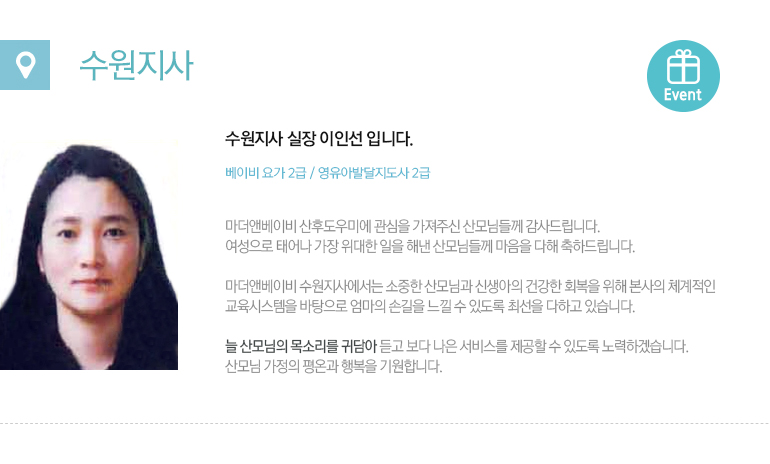 수원지사
Event
수원지사 실장 이인선 입니다.
베이비 요가 2급 / 영유아발달지도사 2급
마더앤베이비 산후도우미에 관심을 가져주신 산모님들께 감사드립니다.
여성으로 태어나 가장 위대한 일을 해낸 산모님들께 마음을 다해 축하드립니다.
마더앤베이비 수원지사에서는 소중한 산모님과 신생아의 건강한 회복을 위해 본사의 체계적인
교육시스템을 바탕으로 엄마의 손길을 느낄 수 있도록 최선을 다하고 있습니다.
늘 산모님의 목소리를 귀담아 듣고 보다 나은 서비스를 제공할 수 있도록 노력하겠습니다.
산모님 가정의 평온과 행복을 기원합니다.